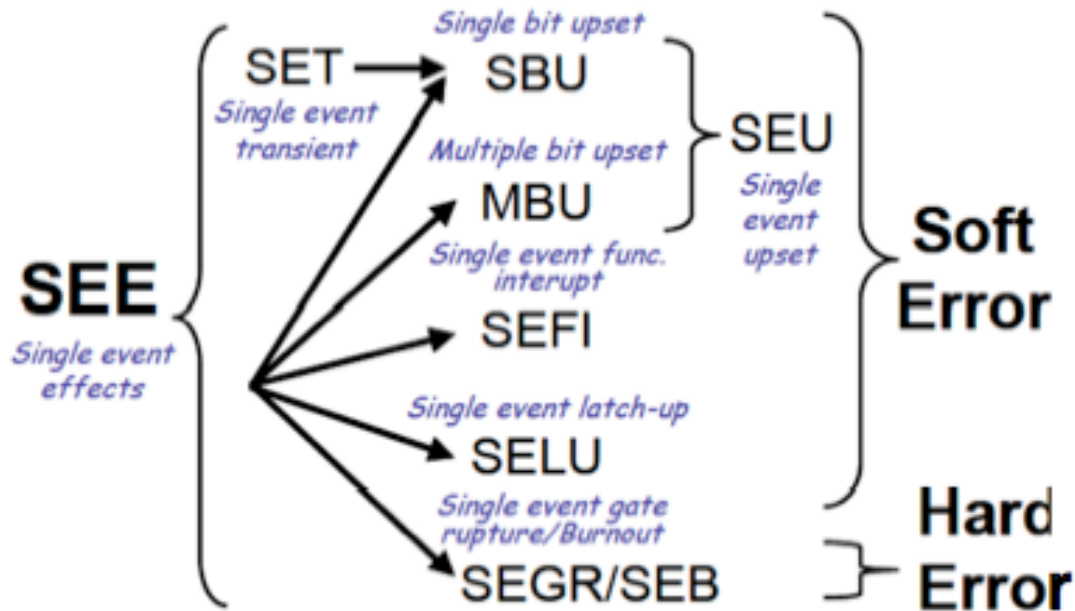 SEE
Single event
effects
SET
Single event
transient
Single bit upset
SBU
Multiple bit upset
MBU
Single event func.
interupt
SEFI
Single event latch-up
SELU
Single event gate
rupture/Burnout
SEGR/SEB
SEU
Single
event
upset
Soft
Error
Hard
Error